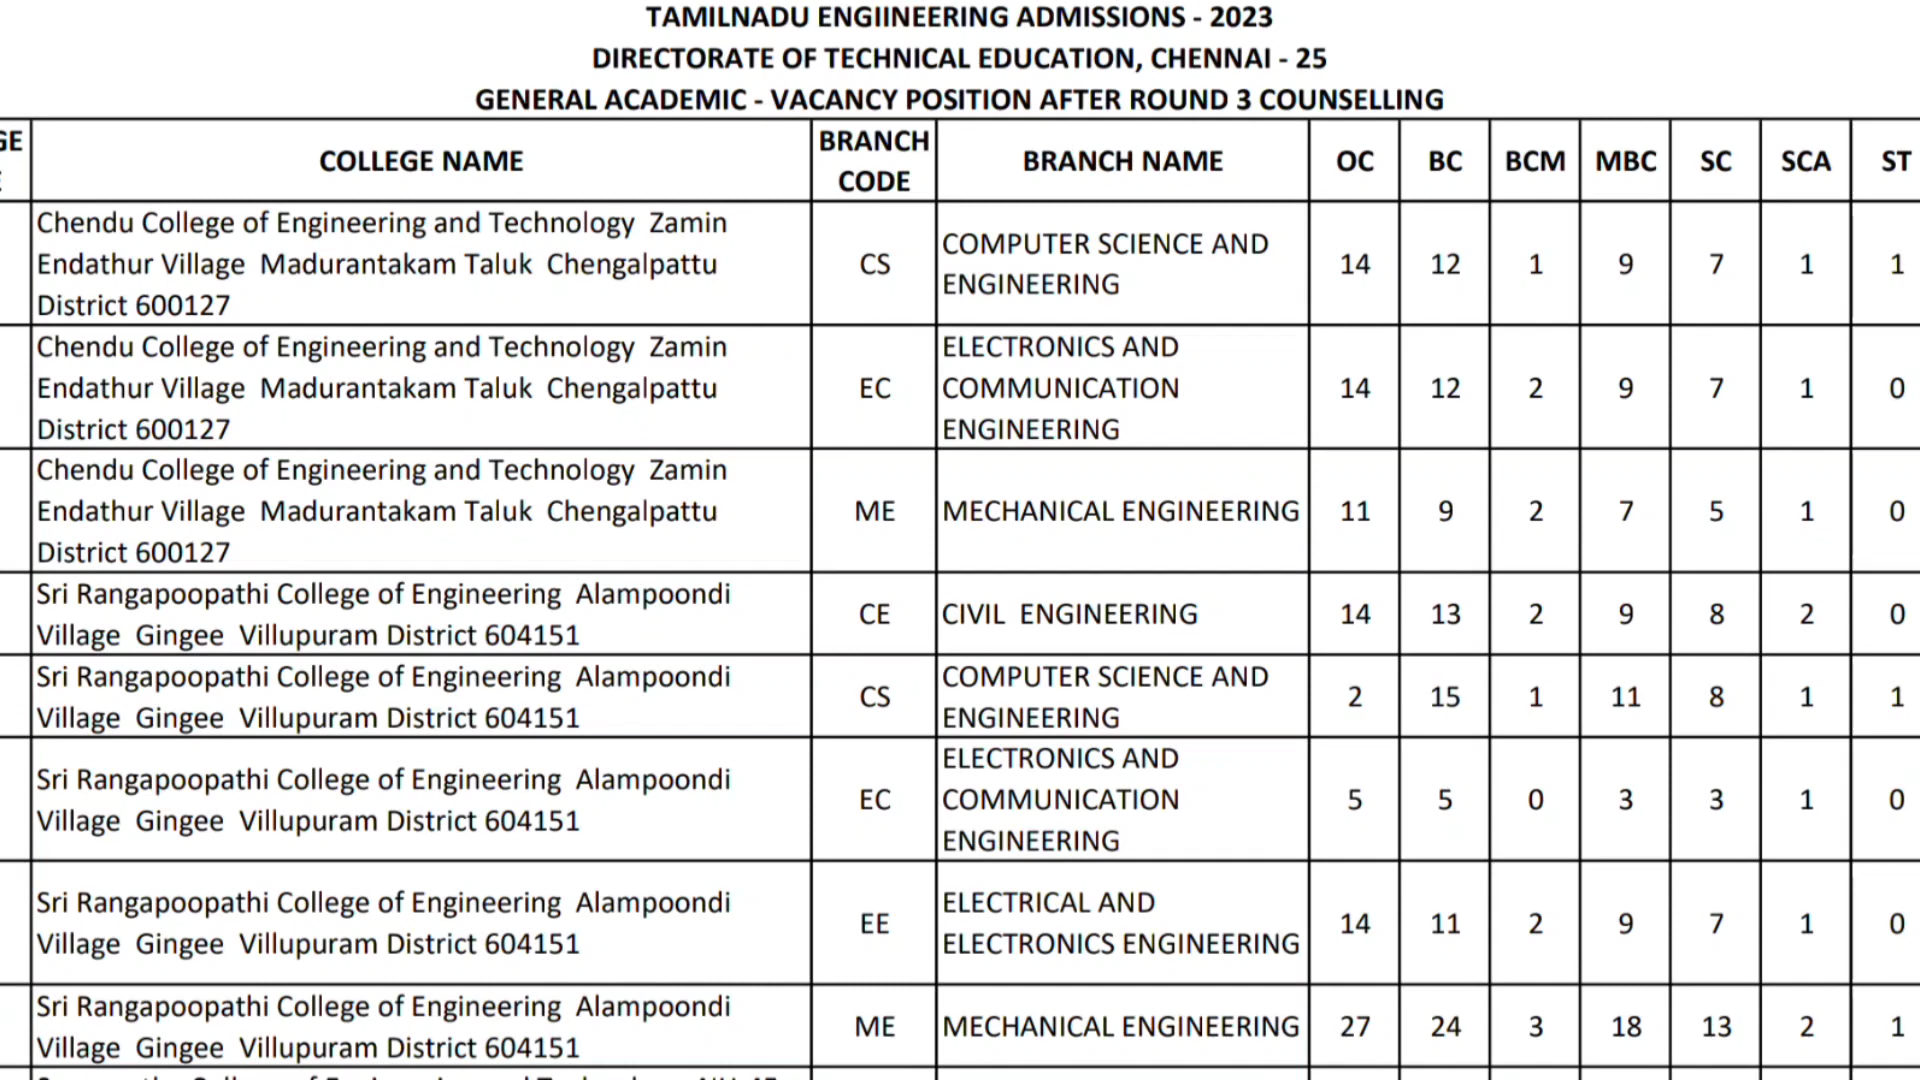 TAMILNADU ENGIINEERING ADMISSIONS - 2023
DIRECTORATE OF TECHNICAL EDUCATION, CHENNAI - 25
GENERAL ACADEMIC - VACANCY POSITION AFTER ROUND 3 COUNSELLING
COLLEGE NAME
BRANCH
CODE
BRANCH NAME
OC
BC
BCM
MBC
SC
SCA
ST
Chendu College of Engineering and Technology Zamin
Endathur Village Madurantakam Taluk Chengalpattu
District 600127
CS
COMPUTER SCIENCE AND
ENGINEERING
14
12
1
9
7
1
1
Chendu College of Engineering and Technology Zamin
Endathur Village Madurantakam Taluk Chengalpattu
District 600127
EC
ELECTRONICS AND
COMMUNICATION
ENGINEERING
14
12
2
9
7
1
0
Chendu College of Engineering and Technology Zamin
Endathur Village Madurantakam Taluk Chengalpattu
District 600127
ME
MECHANICAL ENGINEERING
11
9
2
7
5
1
0
Sri Rangapoopathi College of Engineering Alampoondi
Village Gingee Villupuram District 604151
CE
CIVIL ENGINEERING
14
13
2
9
8
2
0
Sri Rangapoopathi College of Engineering Alampoondi
Village Gingee Villupuram District 604151
CS
COMPUTER SCIENCE AND
ENGINEERING
2
15
1
11
8
1
1
Sri Rangapoopathi College of Engineering Alampoondi
Village Gingee Villupuram District 604151
EC
ELECTRONICS AND
COMMUNICATION
ENGINEERING
5
5
0
3
3
1
0
Sri Rangapoopathi College of Engineering Alampoondi
Village Gingee Villupuram District 604151
EE
ELECTRICAL AND
ELECTRONICS ENGINEERING
14
11
2
9
7
1
0
Sri Rangapoopathi College of Engineering Alampoondi
Village Gingee Villupuram District 604151
ME
MECHANICAL ENGINEERING
27
24
3
18
13
2
1